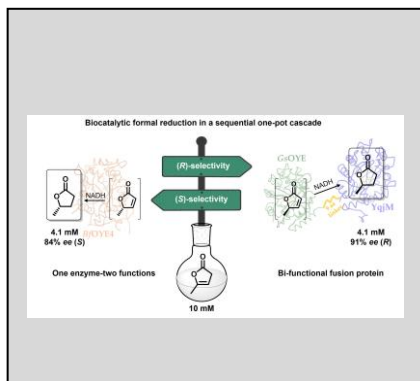 Biocatalytic formal reduction in a sequential one-pot cascade
(R)-selectivity
(S)-selectivity
O
O
NADH
O
O
BfOYE4
4.1 mM
84% ee (S)
One enzyme-two functions
O
O
10 mM
GsOYE
O
O
NADH
O
O
YqjM
4.1 mM
91% ee (R)
Bi-functional fusion protein